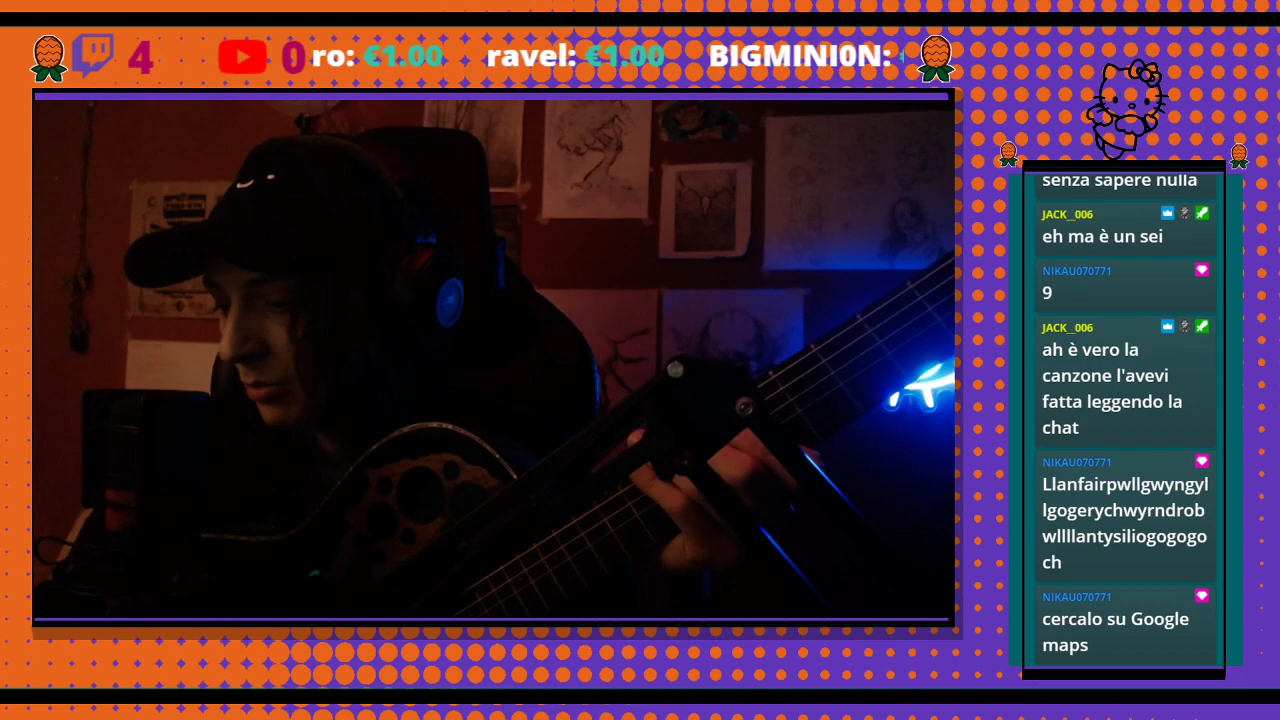 4
0 ro: €1.00 ravel: €1.00 BIGMINI0N:
senza sapere nulla
JACK_006
eh ma è un sei
NIKAU070771
9
JACK_006
ah è vero la
canzone l'avevi
fatta leggendo la
chat
NIKAU070771
Llanfairpwllgwyngyl
lgogerychwyrndrob
wllllantysiliogogogo
ch
NIKAU070771
cercalo su Google
maps